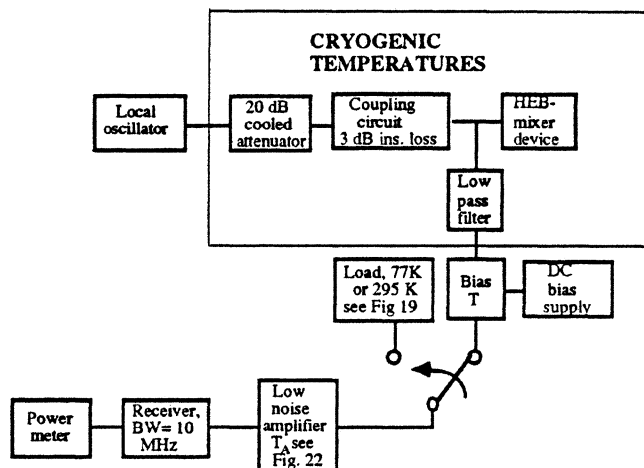 CRYOGENIC
TEMPERATURES
Local
oscillator
20 dB
cooled
attenuator
Coupling
circuit
3 dB ins. loss
HEB-
mixer
device
Low
pass
filter
Load, 77K
or 295 K
see Fig 19
Bias
T
DC
bias
supply
Power
meter
Receiver,
BW= 10
MHz
Low
noise
amplifier
T_A see
Fig. 22